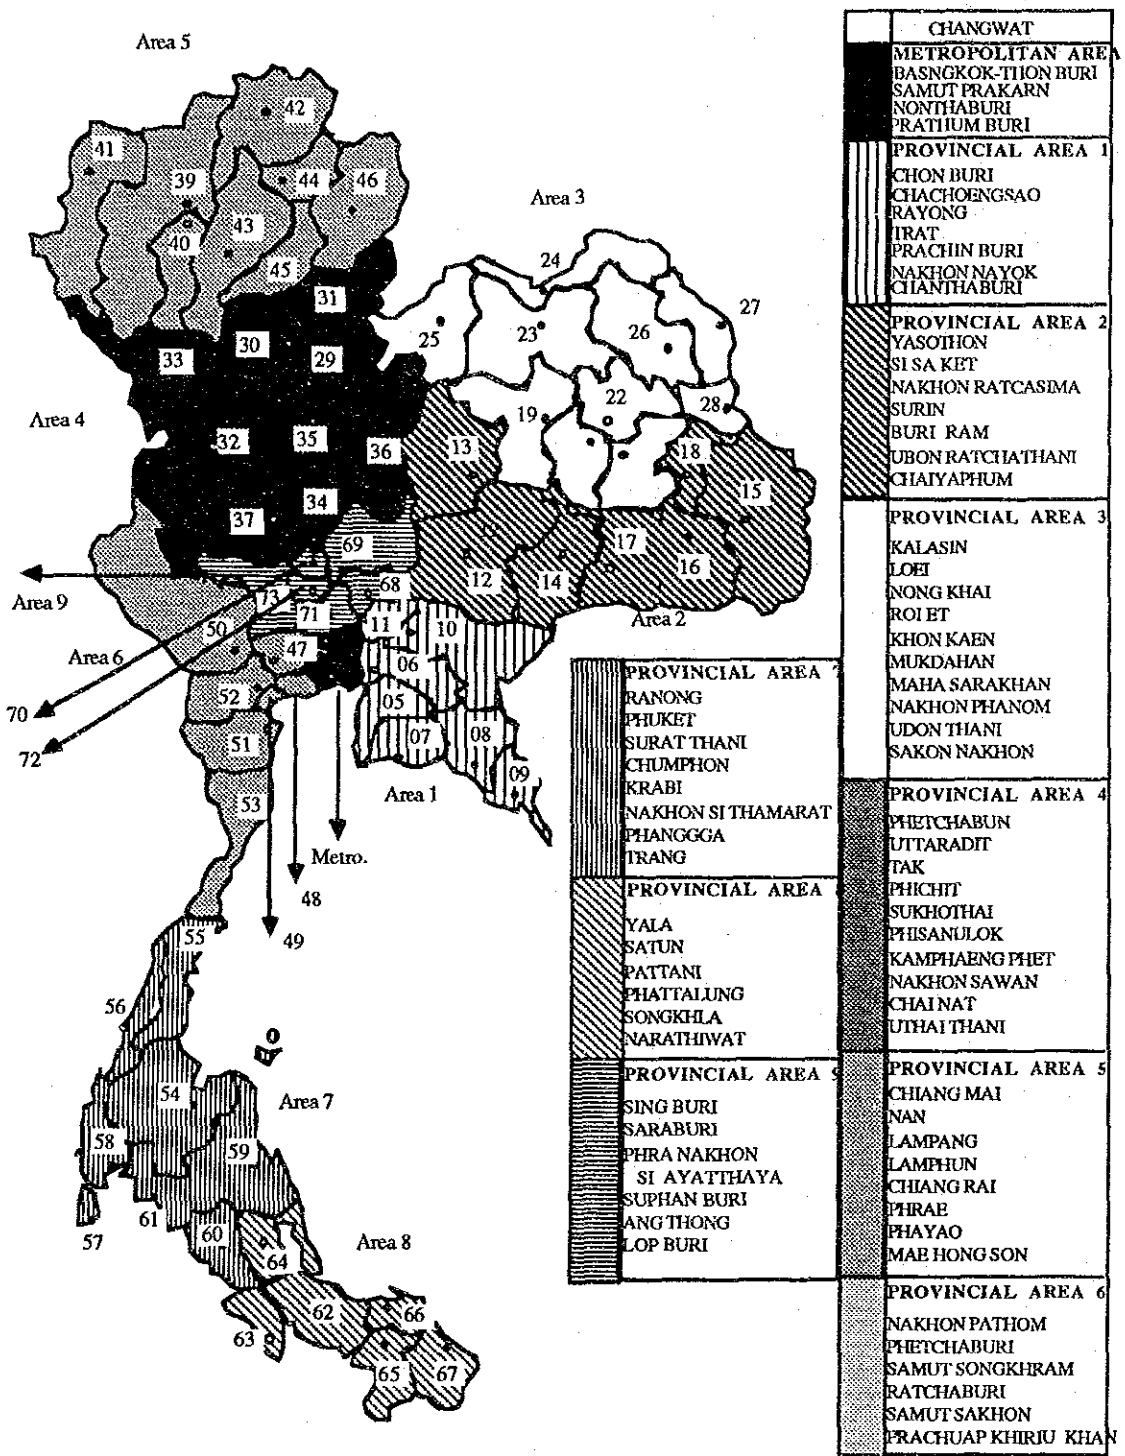 Area 5
42
41
39
44
46
43
40
45
Area 3
24
31
27
25
23
26
30
33
29
22
28
19
Area 4
32
35
36
13
18
15
34
37
69
17
16
12
14
68
73
Area 9
71
11
10
50
Area 2
47
Area 6
06
52
70
05
51
07
08
72
09
Area 1
53
Metro.
48
49
55
56
54
Area 7
58
59
61
60
57
Area 8
64
62
66
63
65
67
CHANGWAT
METROPOLITAN AREA
BASNGKOK-THON BURI
SAMUT PRAKARN
NONTHABURI
PRATHUM BURI
PROVINCIAL AREA 1
CHON BURI
CHACHOENGSAO
RAYONG
IRAT
PRACHIN BURI
NAKHON NAYOK
CHANTHABURI
PROVINCIAL AREA 2
YASOTHON
SI SA KET
NAKHON RATCASIMA
SURIN
BURI RAM
UBON RATCHATHANI
CHAIYAPHUM
PROVINCIAL AREA 3
KALASIN
LOEI
NONG KHAI
ROI ET
KHON KAEN
MUKDAHAN
MAHA SARAKHAN
NAKHON PHANOM
UDON THANI
SAKON NAKHON
PROVINCIAL AREA 4
PHETCHABUN
UTTARADIT
TAK
PHICHIT
SUKHOTHAI
PHISANULOK
KAMPHAENG PHET
NAKHON SAWAN
CHAI NAT
UTHAI THANI
PROVINCIAL AREA 5
CHIANG MAI
NAN
LAMPANG
LAMPHUN
CHIANG RAI
PHRAE
PHAYAO
MAE HONG SON
PROVINCIAL AREA 6
NAKHON PATHOM
PHETCHABURI
SAMUT SONGKHRAM
RATCHABURI
SAMUT SAKHON
PRACHUAP KHIRIU KHAN
PROVINCIAL AREA 7
RANONG
PHUKET
SURAT THANI
CHUMPHON
KRABI
NAKHON SI THAMARAT
PHANGGGA
TRANG
PROVINCIAL AREA
YALA
SATUN
PATTANI
PHATTALUNG
SONGKHLA
NARATHIWAT
PROVINCIAL AREA 9
SING BURI
SARABURI
PHRA NAKHON
SI AYATTHAYA
SUPHAN BURI
ANG THONG
LOP BURI